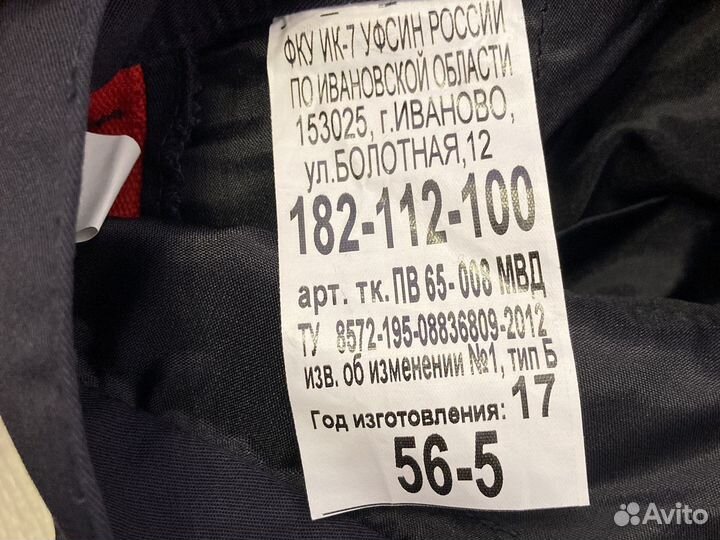 ФКУ ИК-7 УФСИН РОССИИ
ПО ИВАНОВСКОЙ ОБЛАСТИ
153025, г.ИВАНОВО,
ул.БОЛОТНАЯ,12
182-112-100
арт. тк. ПВ 65-008 МВД
ТУ 8572-195-08836809-2012
изв. об изменении №1, тип Б
Год изготовления: 17
56-5
Avito